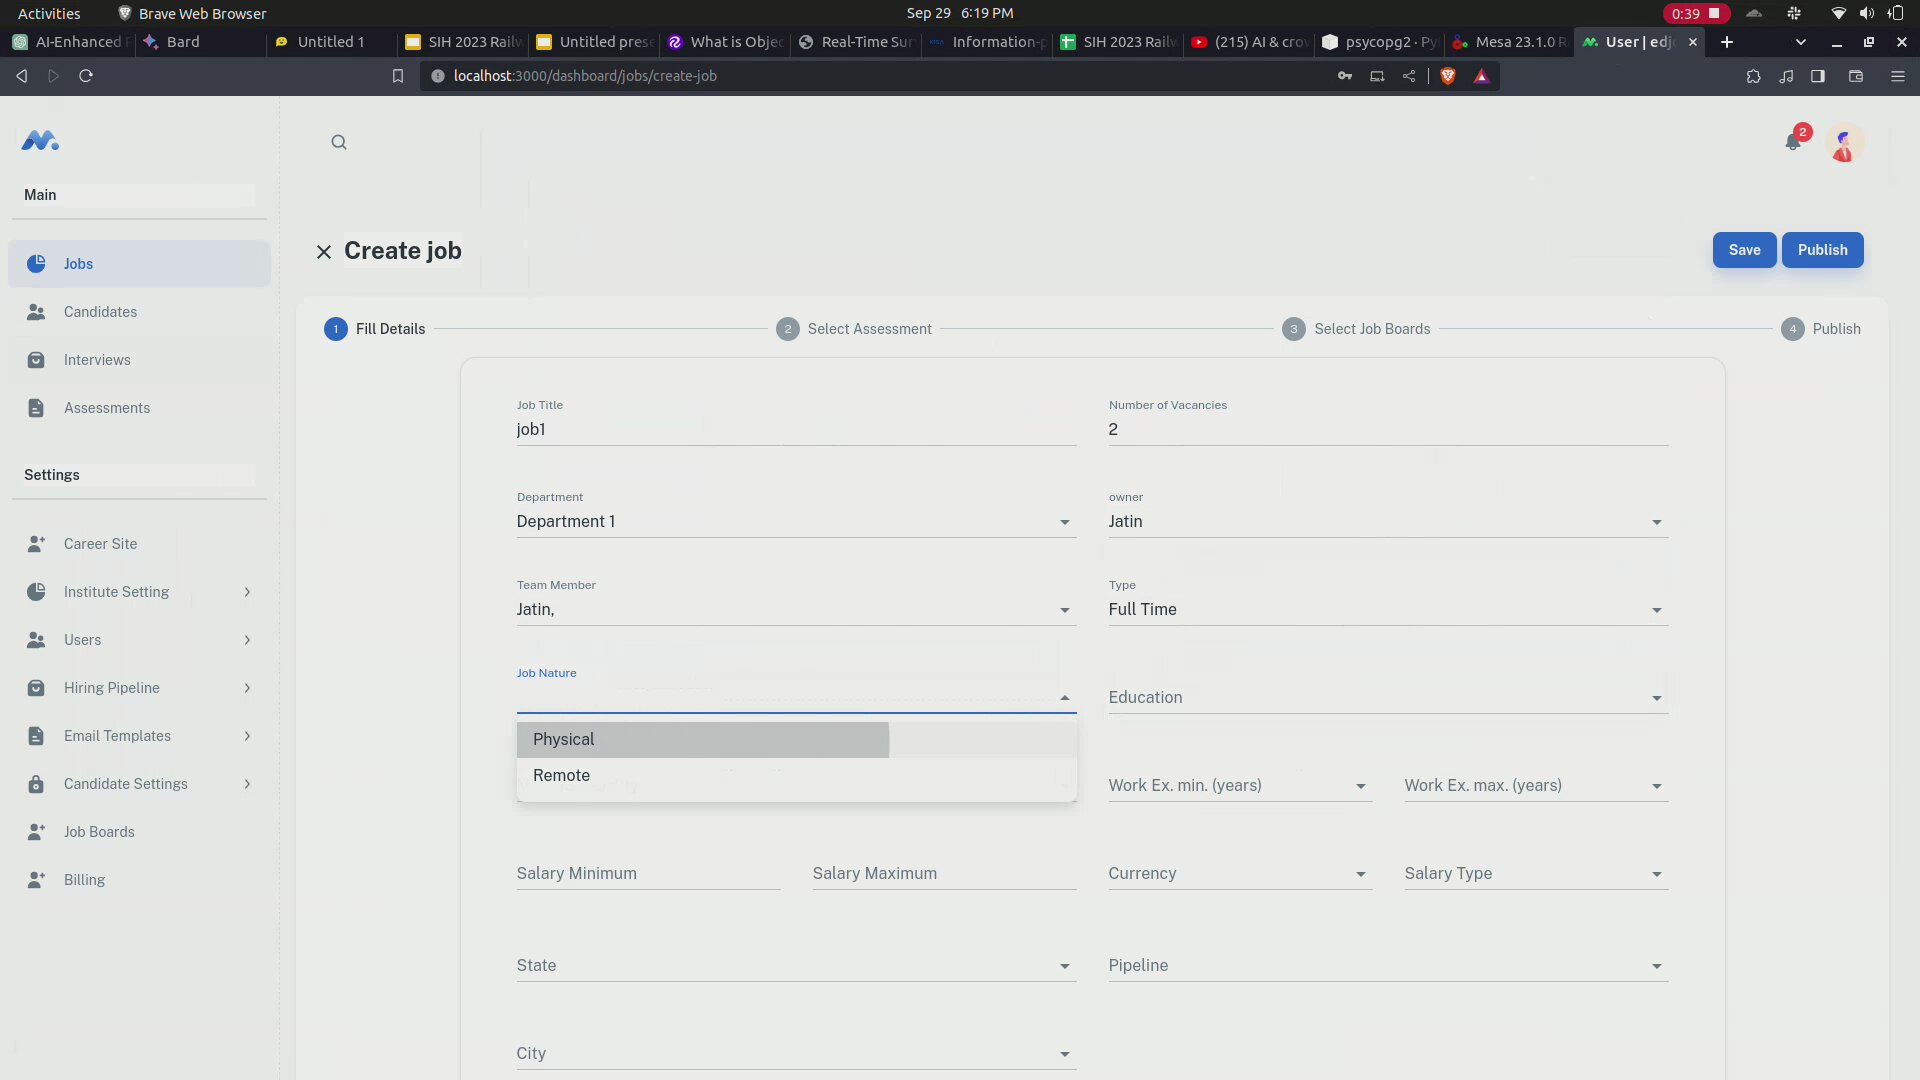 Activities
Brave Web Browser
Sep 29 6:19 PM
0:39
AI-Enhanced
Bard
Untitled 1
SIH 2023 Railw
Untitled prese
What is Objec
Real-Time Sur
Information-p
SIH 2023 Railw
(215) AI & crow
psycopg2 · Py
Mesa 23.1.0 R
User | edj
localhost:3000/dashboard/jobs/create-job
2
Main
Create job
Save
Publish
Jobs
Candidates
Interviews
Assessments
Settings
Career Site
Institute Setting
Users
Hiring Pipeline
Email Templates
Candidate Settings
Job Boards
Billing
1 Fill Details
2 Select Assessment
3 Select Job Boards
4 Publish
Job Title
job1
Number of Vacancies
2
Department
Department 1
owner
Jatin
Team Member
Jatin,
Type
Full Time
Job Nature
Education
Physical
Remote
Work Ex. min. (years)
Work Ex. max. (years)
Salary Minimum
Salary Maximum
Currency
Salary Type
State
Pipeline
City